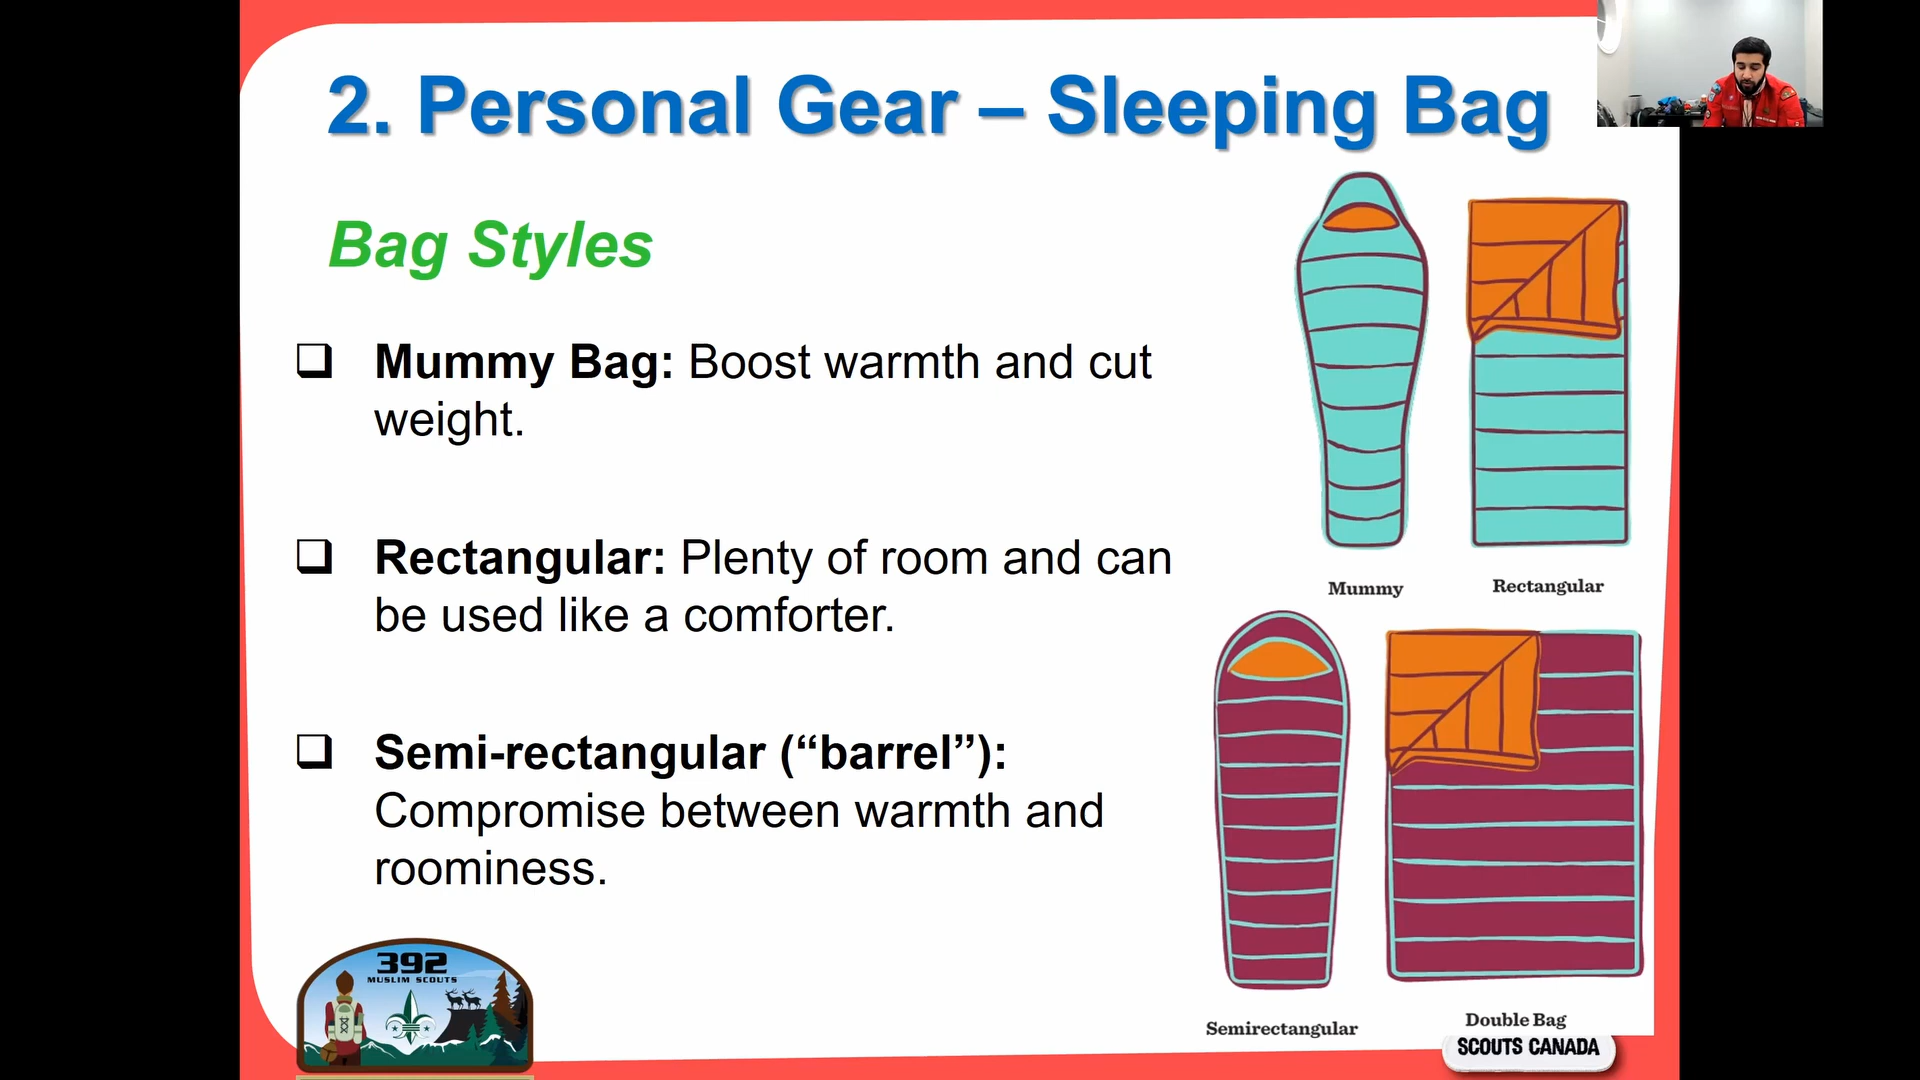 2. Personal Gear – Sleeping Bag
Bag Styles
❑ Mummy Bag: Boost warmth and cut
weight.
❑ Rectangular: Plenty of room and can
be used like a comforter.
❑ Semi-rectangular (“barrel”):
Compromise between warmth and
roominess.
Mummy
Rectangular
Semirectangular
Double Bag
392
MUSLIM SCOUTS
SCOUTS CANADA